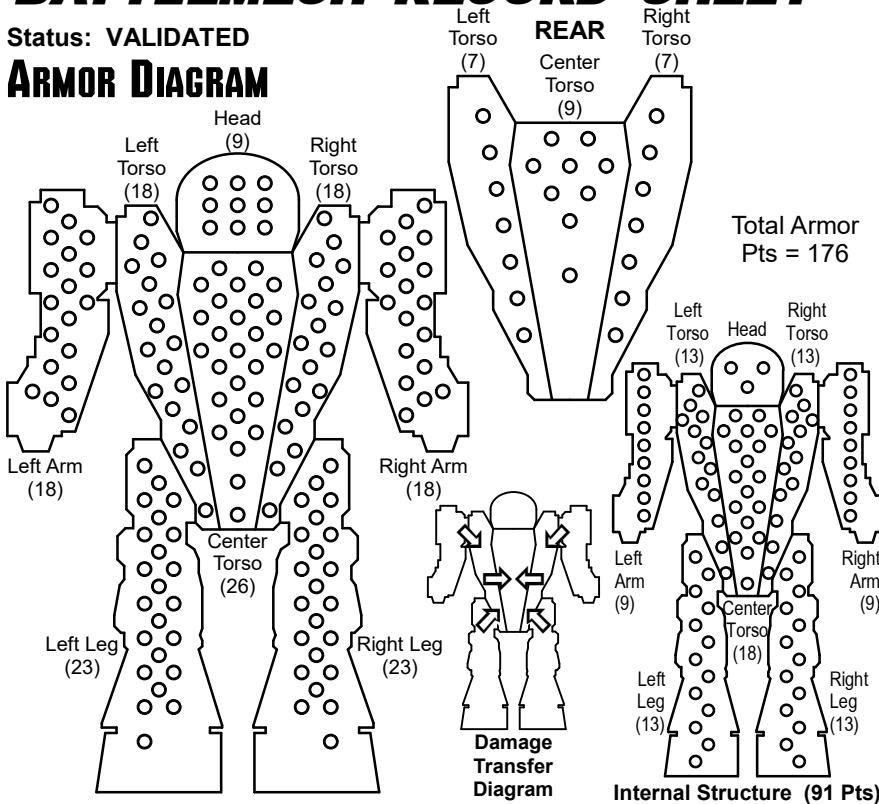 BATTLEMECH RECORD SHEET
Status: VALIDATED
ARMOR DIAGRAM
Head
(9)
Left
Torso
(18)
Right
Torso
(18)
Left Arm
(18)
Right Arm
(18)
Center
Torso
(26)
Left Leg
(23)
Right Leg
(23)
REAR
Left
Torso
(7)
Center
Torso
(9)
Right
Torso
(7)
Total Armor
Pts = 176
Damage
Transfer
Diagram
Left
Torso
(13)
Head
Right
Torso
(13)
Left
Arm
(9)
Right
Arm
(9)
Center
Torso
(18)
Left
Leg
(13)
Right
Leg
(13)
Internal Structure (91 Pts)